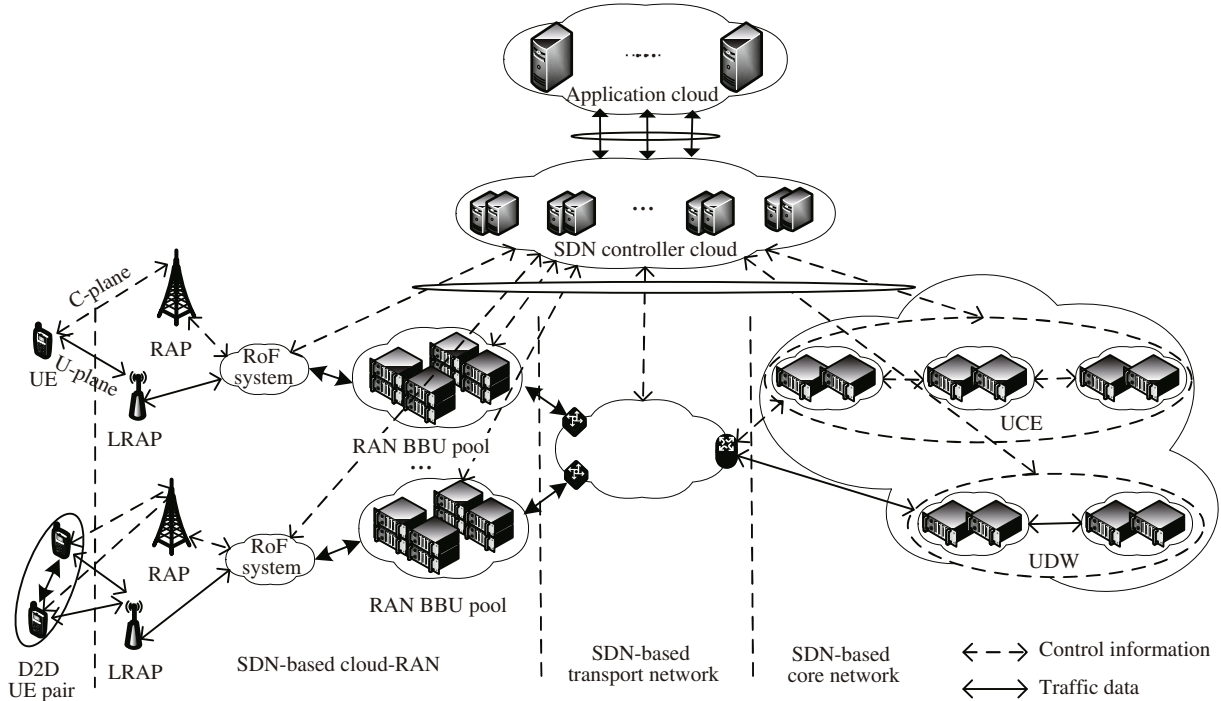 Application cloud
SDN controller cloud
C-plane
U-plane
UE
RAP
LRAP
RoF
system
RAN BBU pool
...
UCE
RAP
RoF
system
RAN BBU pool
UDW
D2D
UE pair
LRAP
SDN-based cloud-RAN
SDN-based
transport network
SDN-based
core network
Control information
Traffic data